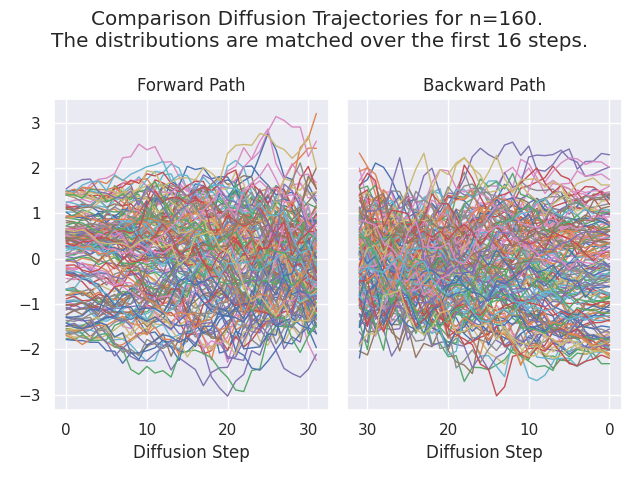 Comparison Diffusion Trajectories for n=160.
The distributions are matched over the first 16 steps.
Forward Path
Backward Path
3
2
1
0
−1
−2
−3
0 10 20 30
30 20 10 0
Diffusion Step
Diffusion Step